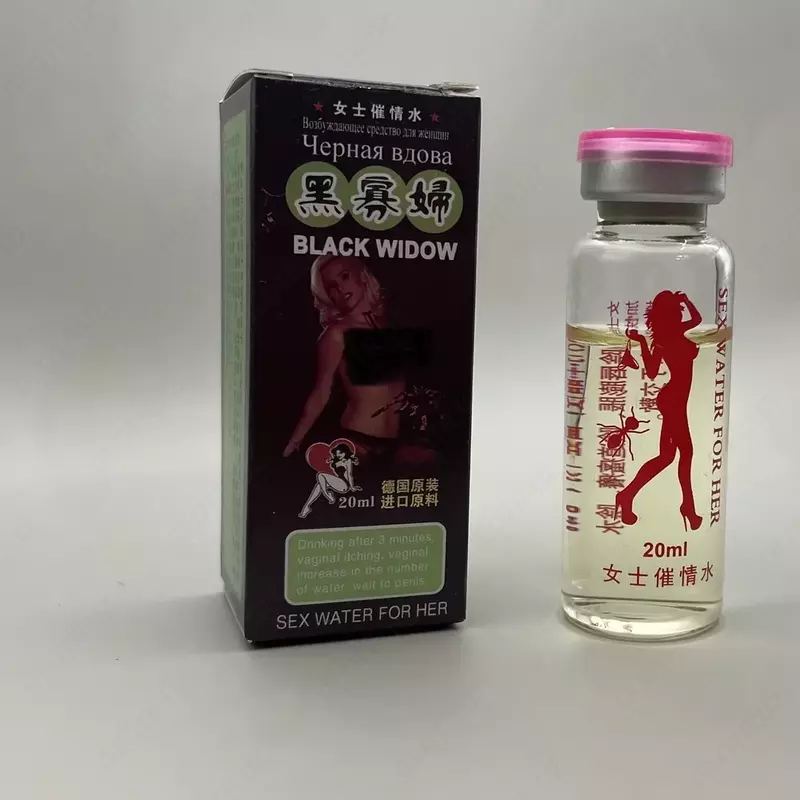 ★ 女士催情水 ★
Возбуждающее средство для женщин
Черная вдова
黑寡婦
BLACK WIDOW
德国原装
20ml 进口原料
Drinking after 3 minutes,
vaginal itching, vaginal
increase in the number
of water, wait to penis.
SEX WATER FOR HER
SEX WATER FOR HER
20ml
女士催情水